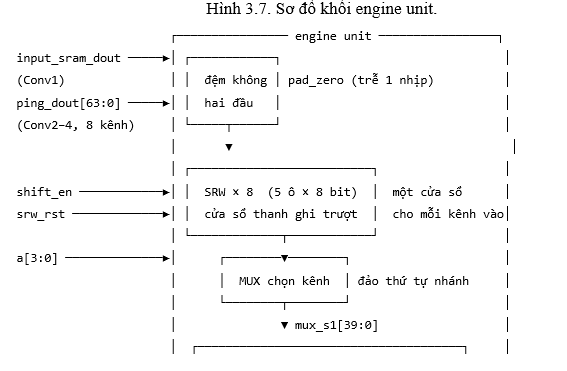 Hình 3.7. Sơ đồ khối engine unit.
engine unit
input_sram_dout
(Conv1) đệm không pad_zero (trễ 1 nhịp)
ping_dout[63:0] hai đầu
(Conv2–4, 8 kênh)
shift_en SRW × 8 (5 ô × 8 bit) một cửa sổ
srw_rst cửa sổ thanh ghi trượt cho mỗi kênh vào
a[3:0]
MUX chọn kênh đảo thứ tự nhánh
mux_s1[39:0]